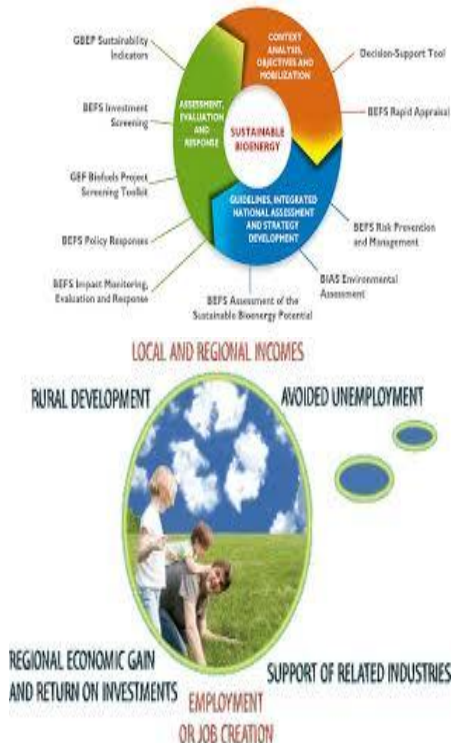 GBEP Sustainability
Indicators
BEFS Investment
Screening
GEF Biofuels Project
Screening Toolkit
BEFS Policy Responses
BEFS Impact Monitoring,
Evaluation and Response
ASSESSMENT,
EVALUATION
AND
RESPONSE
CONTEXT
ANALYSIS,
OBJECTIVES AND
MOBILIZATION
SUSTAINABLE
BIOENERGY
GUIDELINES, INTEGRATED
NATIONAL ASSESSMENT
AND STRATEGY
DEVELOPMENT
Decision-Support Tool
BEFS Rapid Appraisal
BEFS Risk Prevention
and Management
BIAS Environmental
Assessment
BEFS Assessment of the
Sustainable Bioenergy Potential
LOCAL AND REGIONAL INCOMES
RURAL DEVELOPMENT
AVOIDED UNEMPLOYMENT
REGIONAL ECONOMIC GAIN
AND RETURN ON INVESTMENTS
SUPPORT OF RELATED INDUSTRIES
EMPLOYMENT
OR JOB CREATION